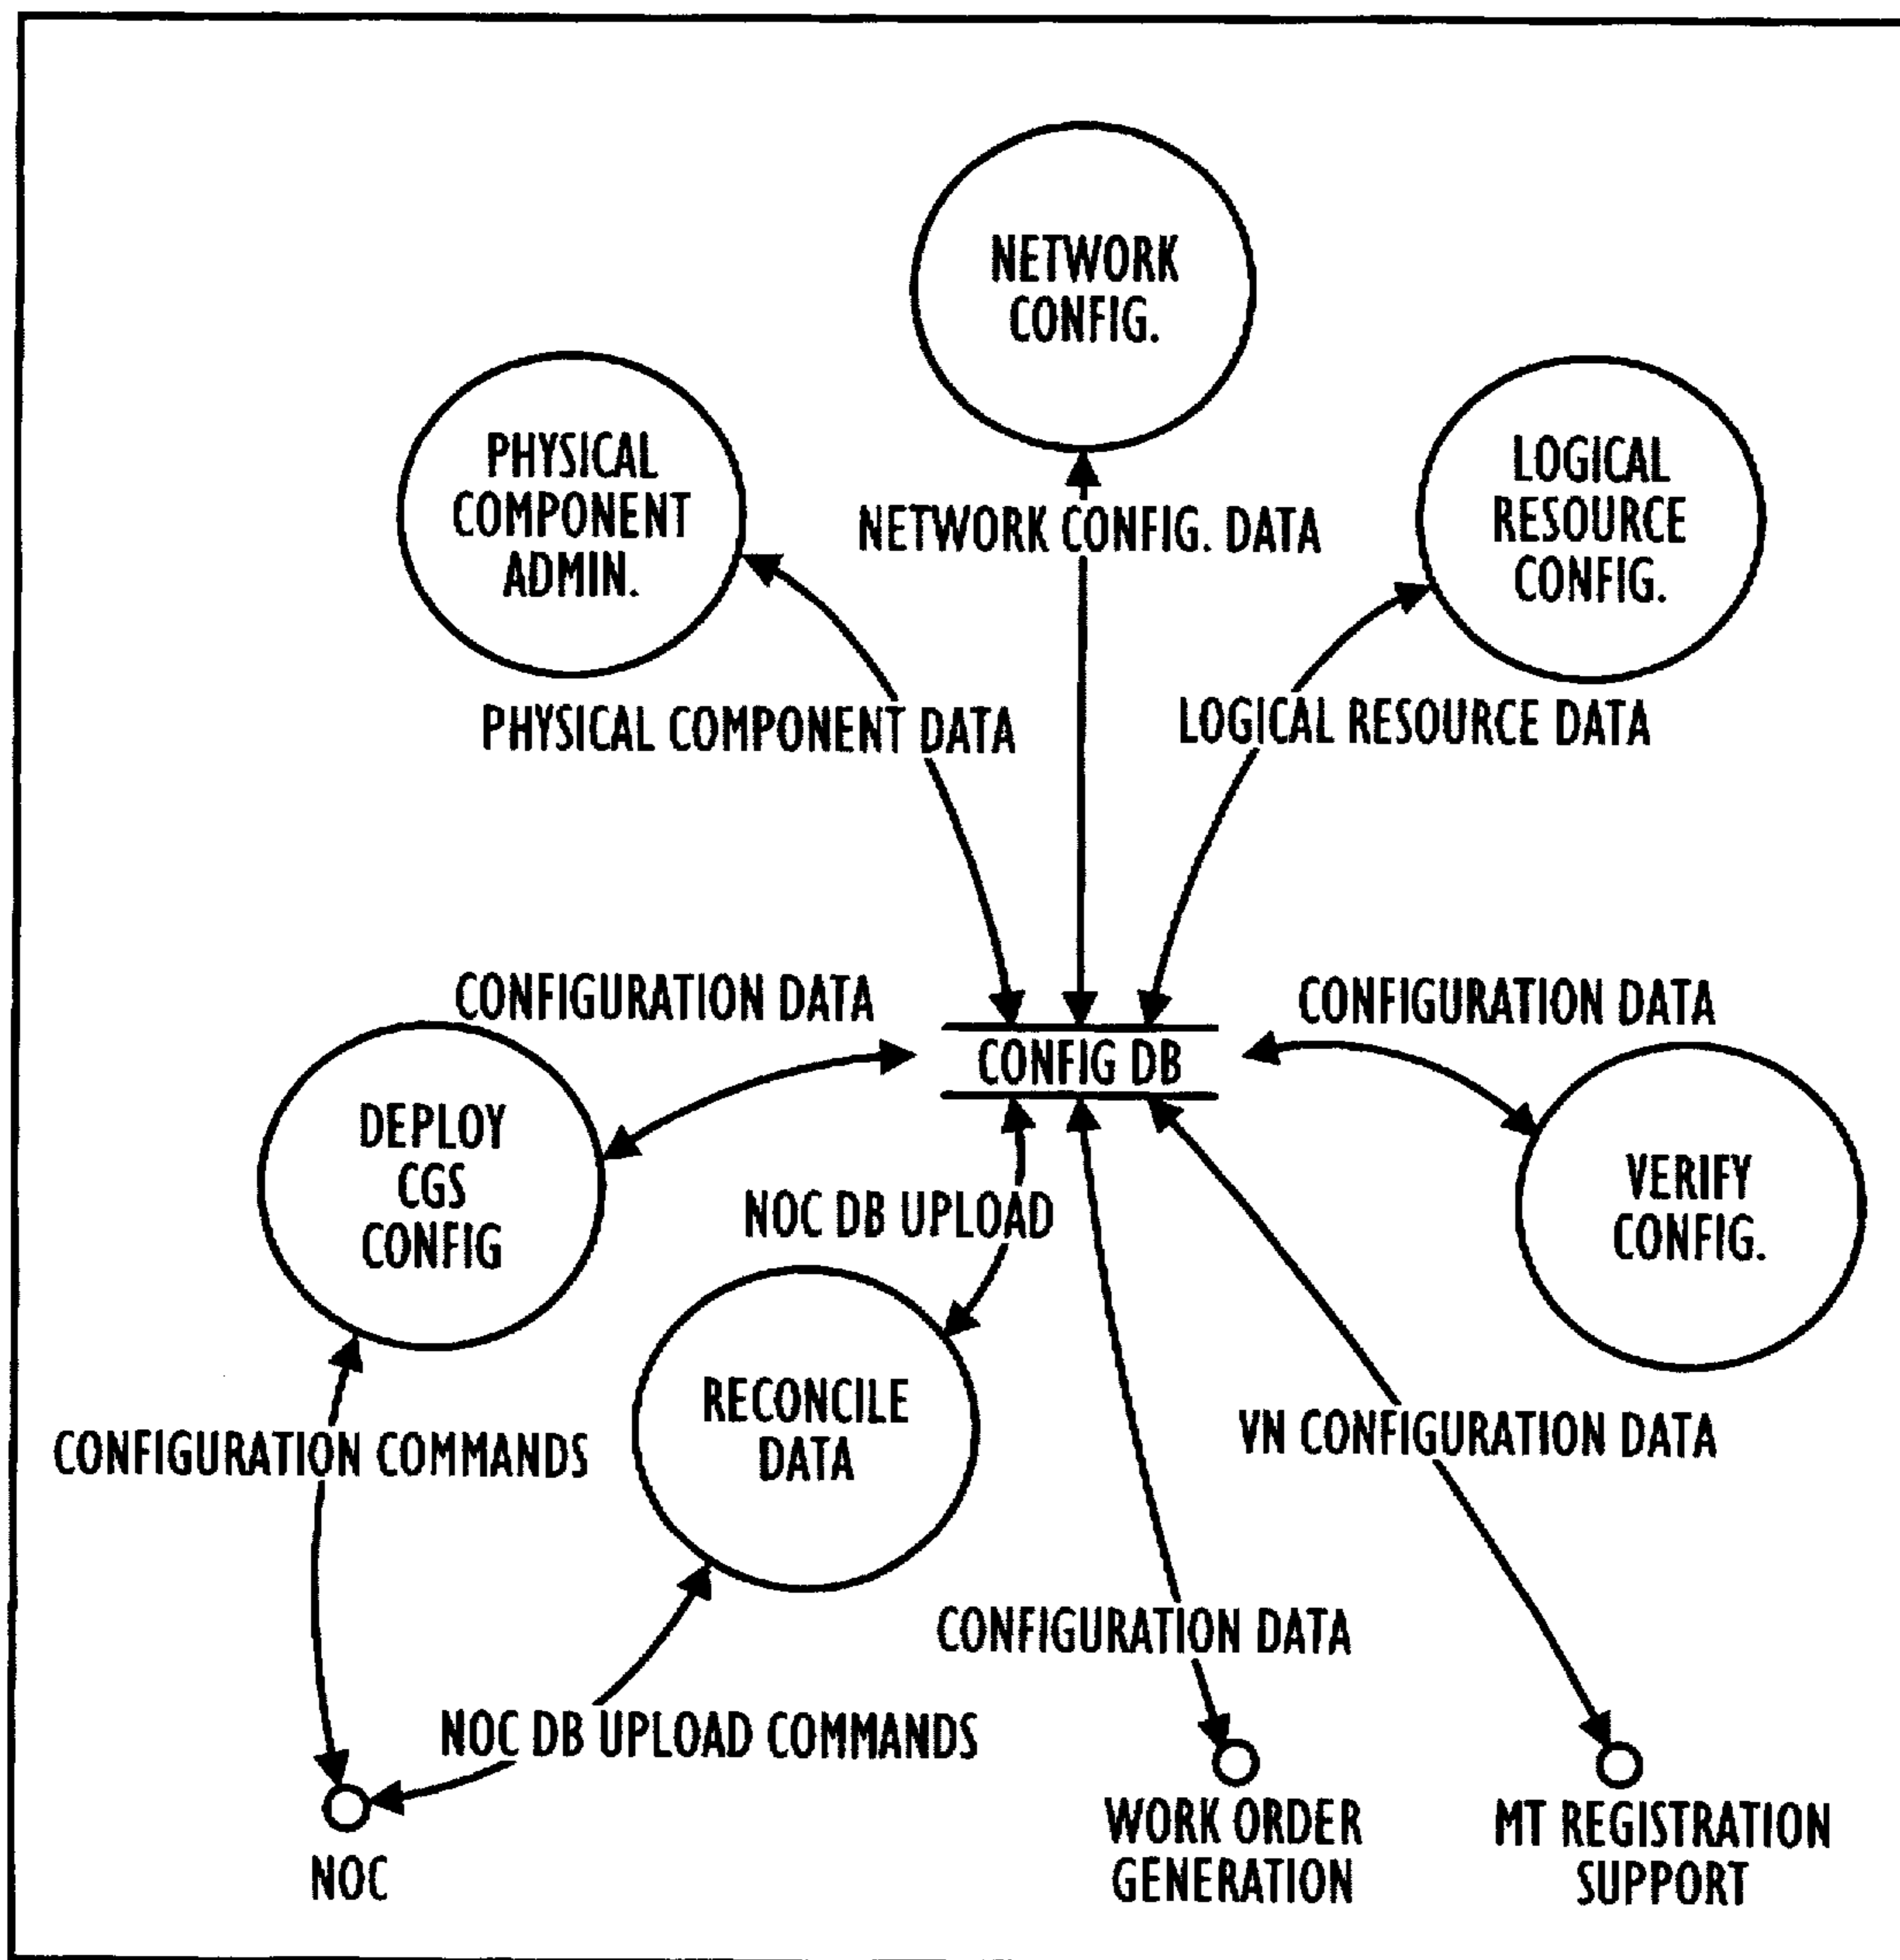 NETWORK
CONFIG.
PHYSICAL
COMPONENT
ADMIN.
LOGICAL
RESOURCE
CONFIG.
NETWORK CONFIG. DATA
PHYSICAL COMPONENT DATA
LOGICAL RESOURCE DATA
CONFIGURATION DATA
CONFIGURATION DATA
CONFIG DB
DEPLOY
CGS
CONFIG
NOC DB UPLOAD
VERIFY
CONFIG.
RECONCILE
DATA
CONFIGURATION COMMANDS
VN CONFIGURATION DATA
CONFIGURATION DATA
NOC DB UPLOAD COMMANDS
NOC
WORK ORDER
GENERATION
MT REGISTRATION
SUPPORT